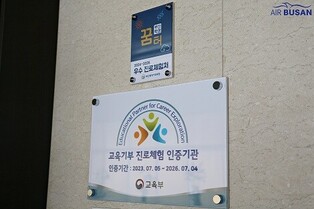 AIR BUSAN
꿈
터
우수 진로체험처
Educational Partner for Career Exploration
교육기부 진로체험 인증기관
인증기간 : 2023. 07. 05 ~ 2026. 07. 04
교육부